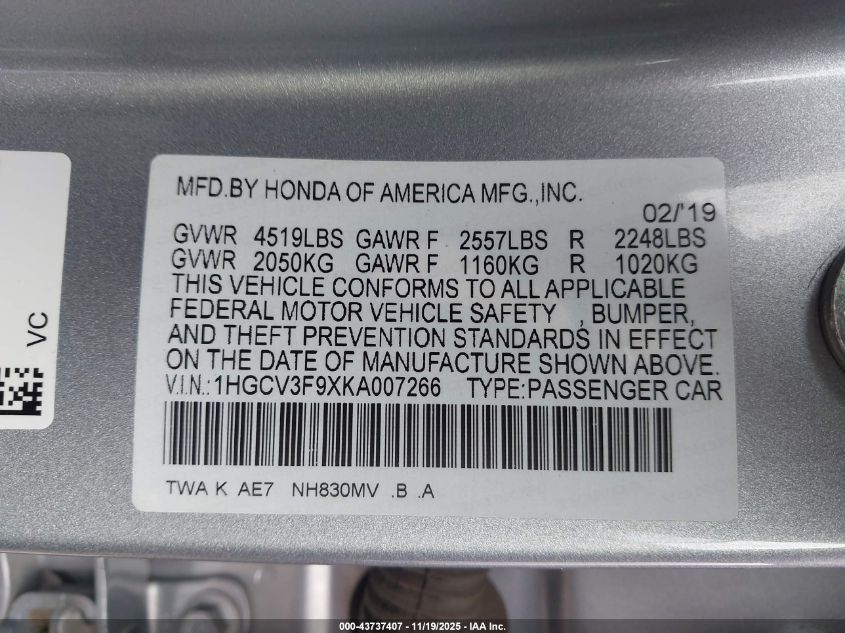 MFD.BY HONDA OF AMERICA MFG.,INC.
02/'19
GVWR 4519LBS GAWR F 2557LBS R 2248LBS
GVWR 2050KG GAWR F 1160KG R 1020KG
THIS VEHICLE CONFORMS TO ALL APPLICABLE
FEDERAL MOTOR VEHICLE SAFETY , BUMPER,
AND THEFT PREVENTION STANDARDS IN EFFECT
ON THE DATE OF MANUFACTURE SHOWN ABOVE.
V.I.N.:1HGCV3F9XKA007266 TYPE:PASSENGER CAR
TWA K AE7 NH830MV .B .A
VC
000-43737407 - 11/19/2025 - IAA Inc.